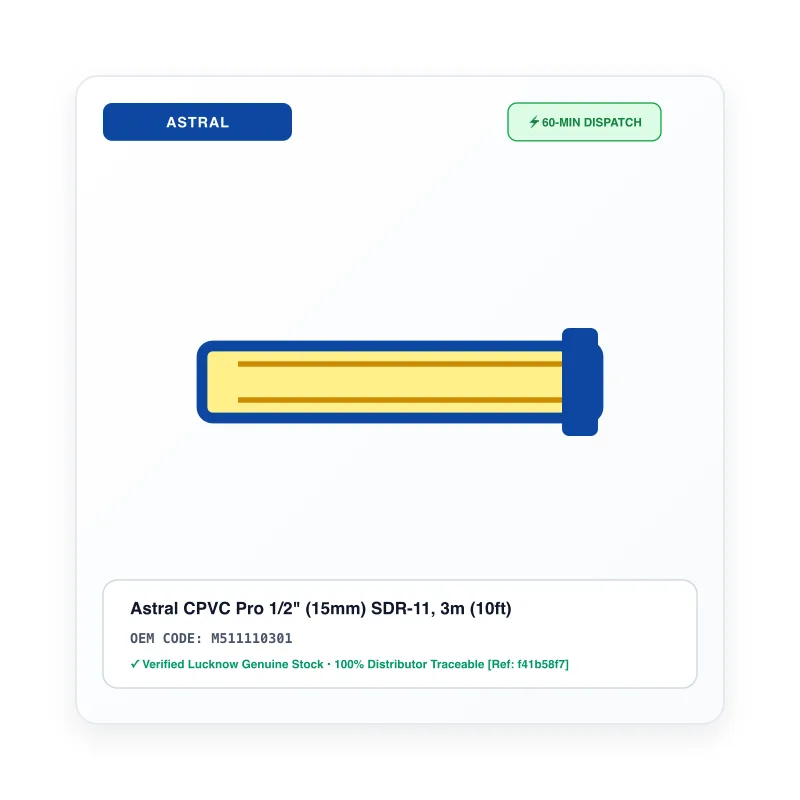 ASTRAL
⚡ 60-MIN DISPATCH
Astral CPVC Pro 1/2" (15mm) SDR-11, 3m (10ft)
OEM CODE: M511110301
✓ Verified Lucknow Genuine Stock · 100% Distributor Traceable [Ref: f41b58f7]